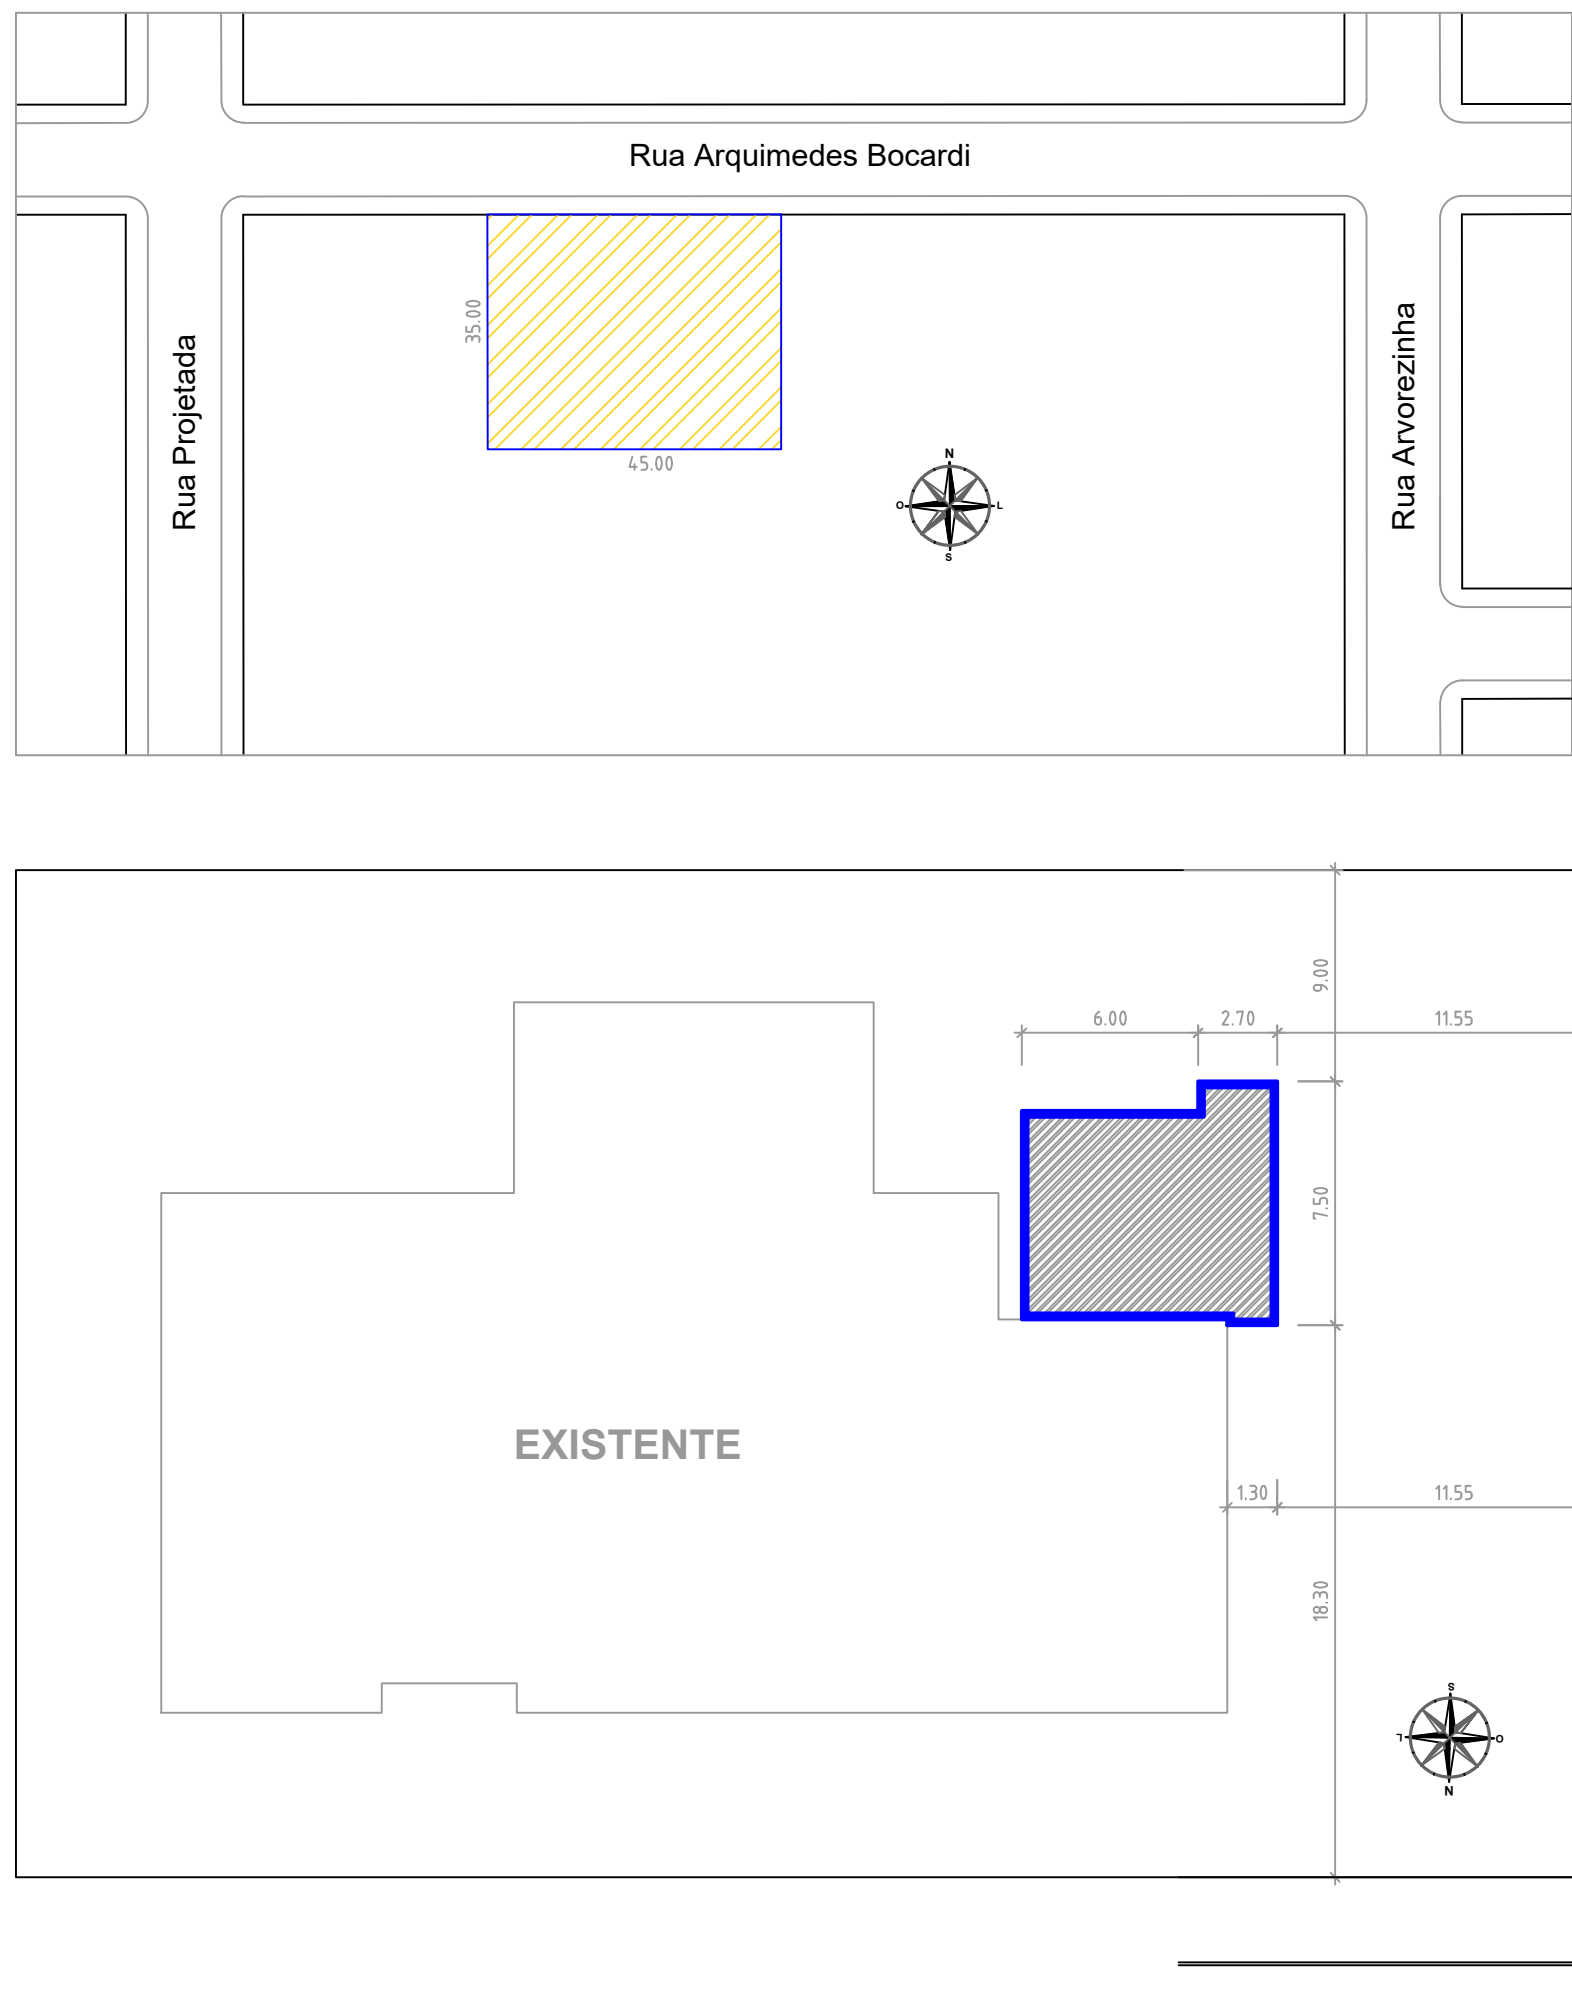 Rua Arquimedes Bocardi
35.00
Rua Projetada
Rua Arvorezinha
45.00
N
O
L
S
9.00
6.00
2.70
11.55
7.50
EXISTENTE
1.30
11.55
18.30
S
L
O
N